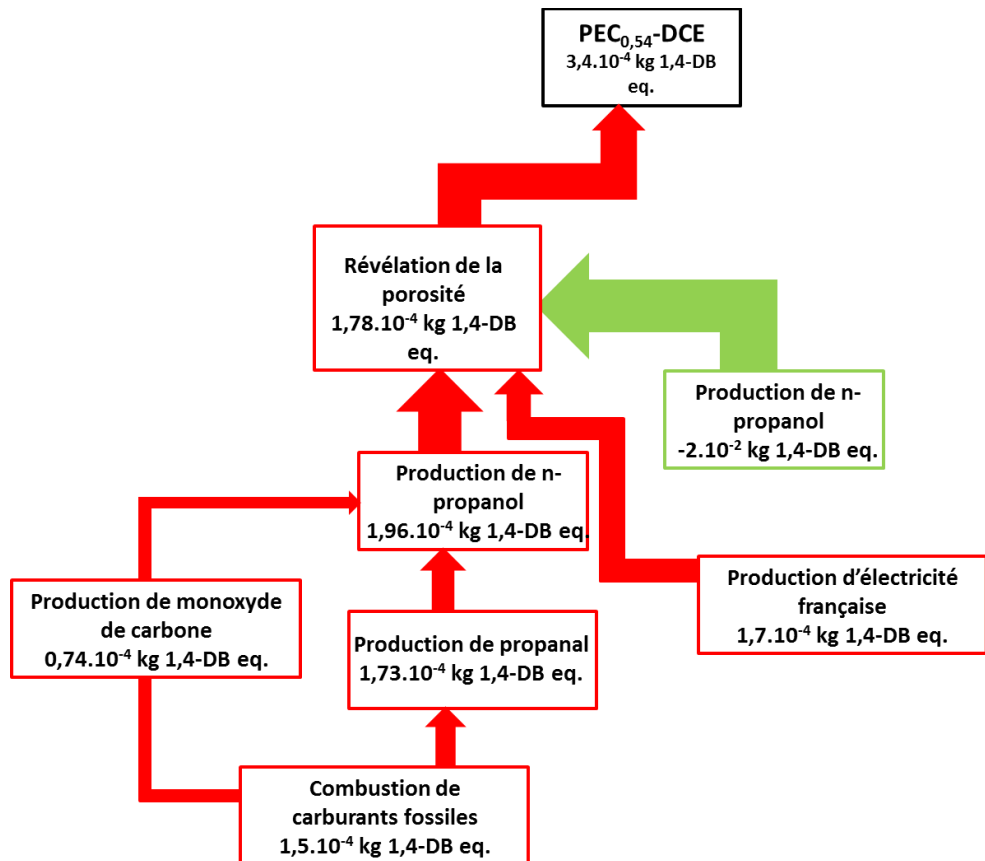 PEC0,54-DCE
3,4.10-4 kg 1,4-DB
eq.
Révélation de la
porosité
1,78.10-4 kg 1,4-DB
eq.
Production de n-
propanol
-2.10-2 kg 1,4-DB eq.
Production de n-
propanol
1,96.10-4 kg 1,4-DB eq.
Production d’électricité
française
1,7.10-4 kg 1,4-DB eq.
Production de monoxyde
de carbone
0,74.10-4 kg 1,4-DB eq.
Production de propanal
1,73.10-4 kg 1,4-DB eq.
Combustion de
carburants fossiles
1,5.10-4 kg 1,4-DB eq.